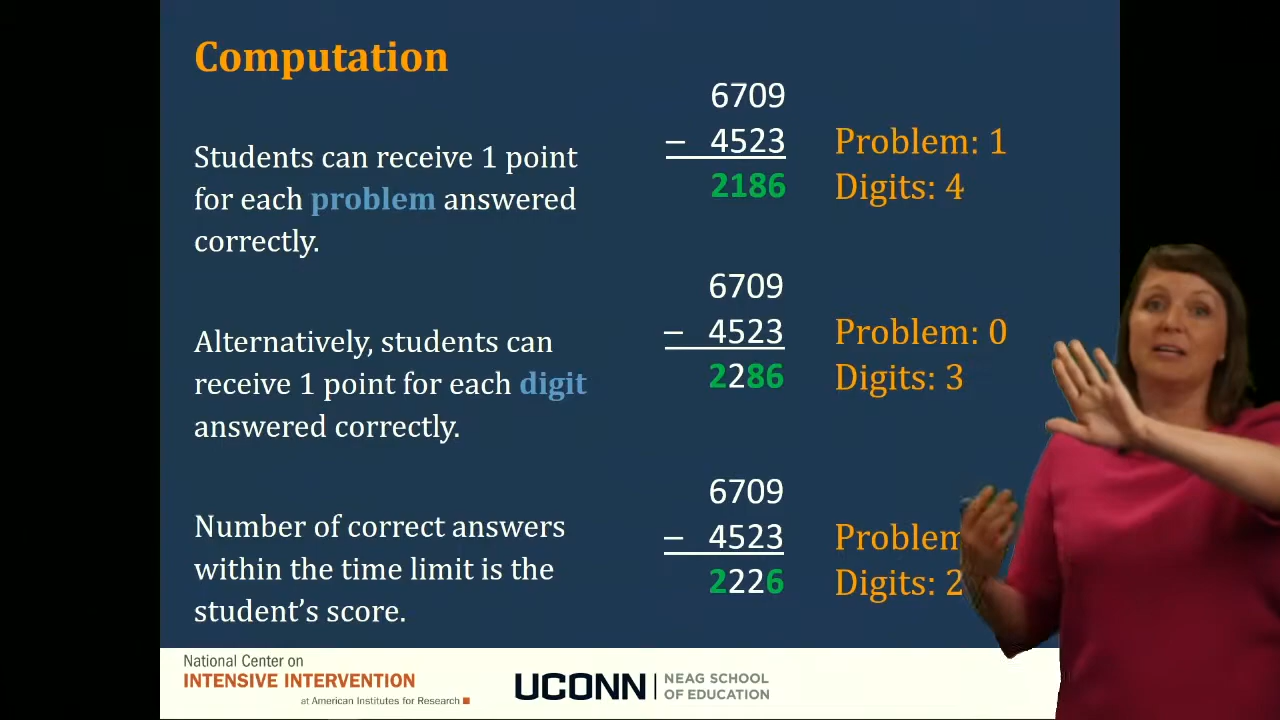 Computation
Students can receive 1 point
for each problem answered
correctly.
Alternatively, students can
receive 1 point for each digit
answered correctly.
Number of correct answers
within the time limit is the
student's score.
6709
– 4523
2186
Problem: 1
Digits: 4
6709
– 4523
2286
Problem: 0
Digits: 3
6709
– 4523
2226
Problem
Digits: 2
National Center on
INTENSIVE INTERVENTION
at American Institutes for Research
UCONN
NEAG SCHOOL
OF EDUCATION